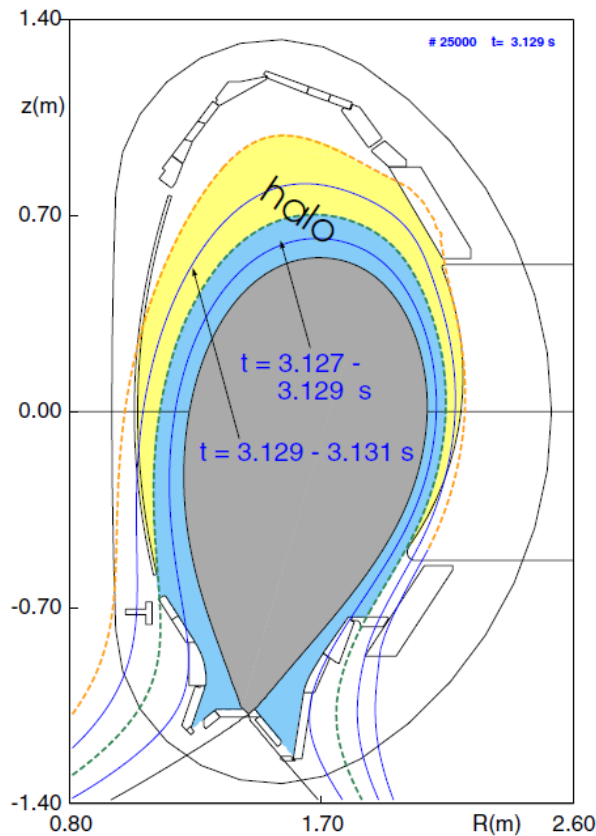 1.40
# 25000 t= 3.129 s
z(m)
0.70
halo
t = 3.127 -
3.129 s
0.00
t = 3.129 - 3.131 s
-0.70
-1.40
0.80 1.70 R(m) 2.60